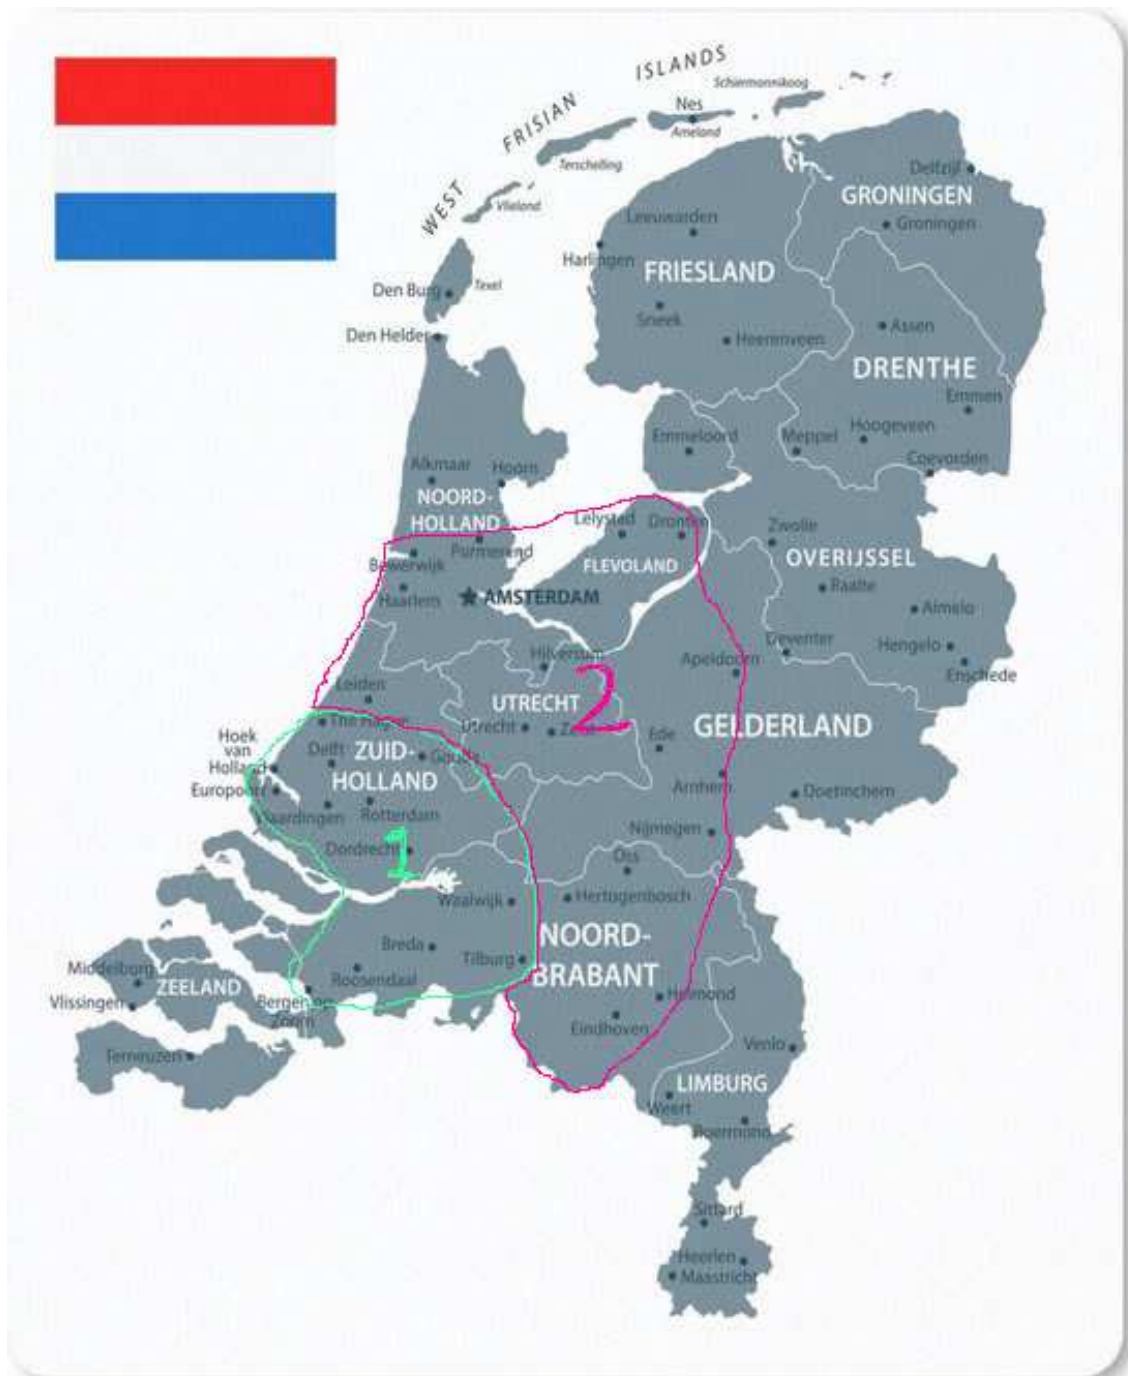 ISLANDS
Schiermonnikoog
Nes
Ameland
FRISIAN
Terschelling
WEST
Vlieland
Delfzijl
GRONINGEN
Groningen
Leeuwarden
Harlingen
FRIESLAND
Den Burg
Texel
Sneek
Assen
Den Helder
Heerenveen
DRENTHE
Emmen
Emmeloord
Meppel
Hoogeveen
Coevorden
Alkmaar
Hoorn
NOORD-
HOLLAND
Lelystad
Dronten
Zwolle
Purmerend
OVERIJSSEL
Bewerwijk
FLEVOLAND
Raalte
Haarlem
AMSTERDAM
Almelo
Deventer
Hengelo
Hilversum
Apeldoorn
Enschede
Leiden
2
UTRECHT
The Hague
Utrecht
Zeist
GELDERLAND
Hoek
van
Holland
Delft
ZUID-
HOLLAND
Gouda
Ede
Europoort
Arnhem
Doetinchem
Vlaardingen
Rotterdam
Nijmegen
1
Dordrecht
Oss
Waalwijk
Hertogenbosch
Breda
Tilburg
NOORD-
BRABANT
Middelburg
Roosendaal
ZEELAND
Vlissingen
Bergen op
Zoom
Helmond
Eindhoven
Terneuzen
Venlo
LIMBURG
Weert
Roermond
Sittard
Heerlen
Maastricht